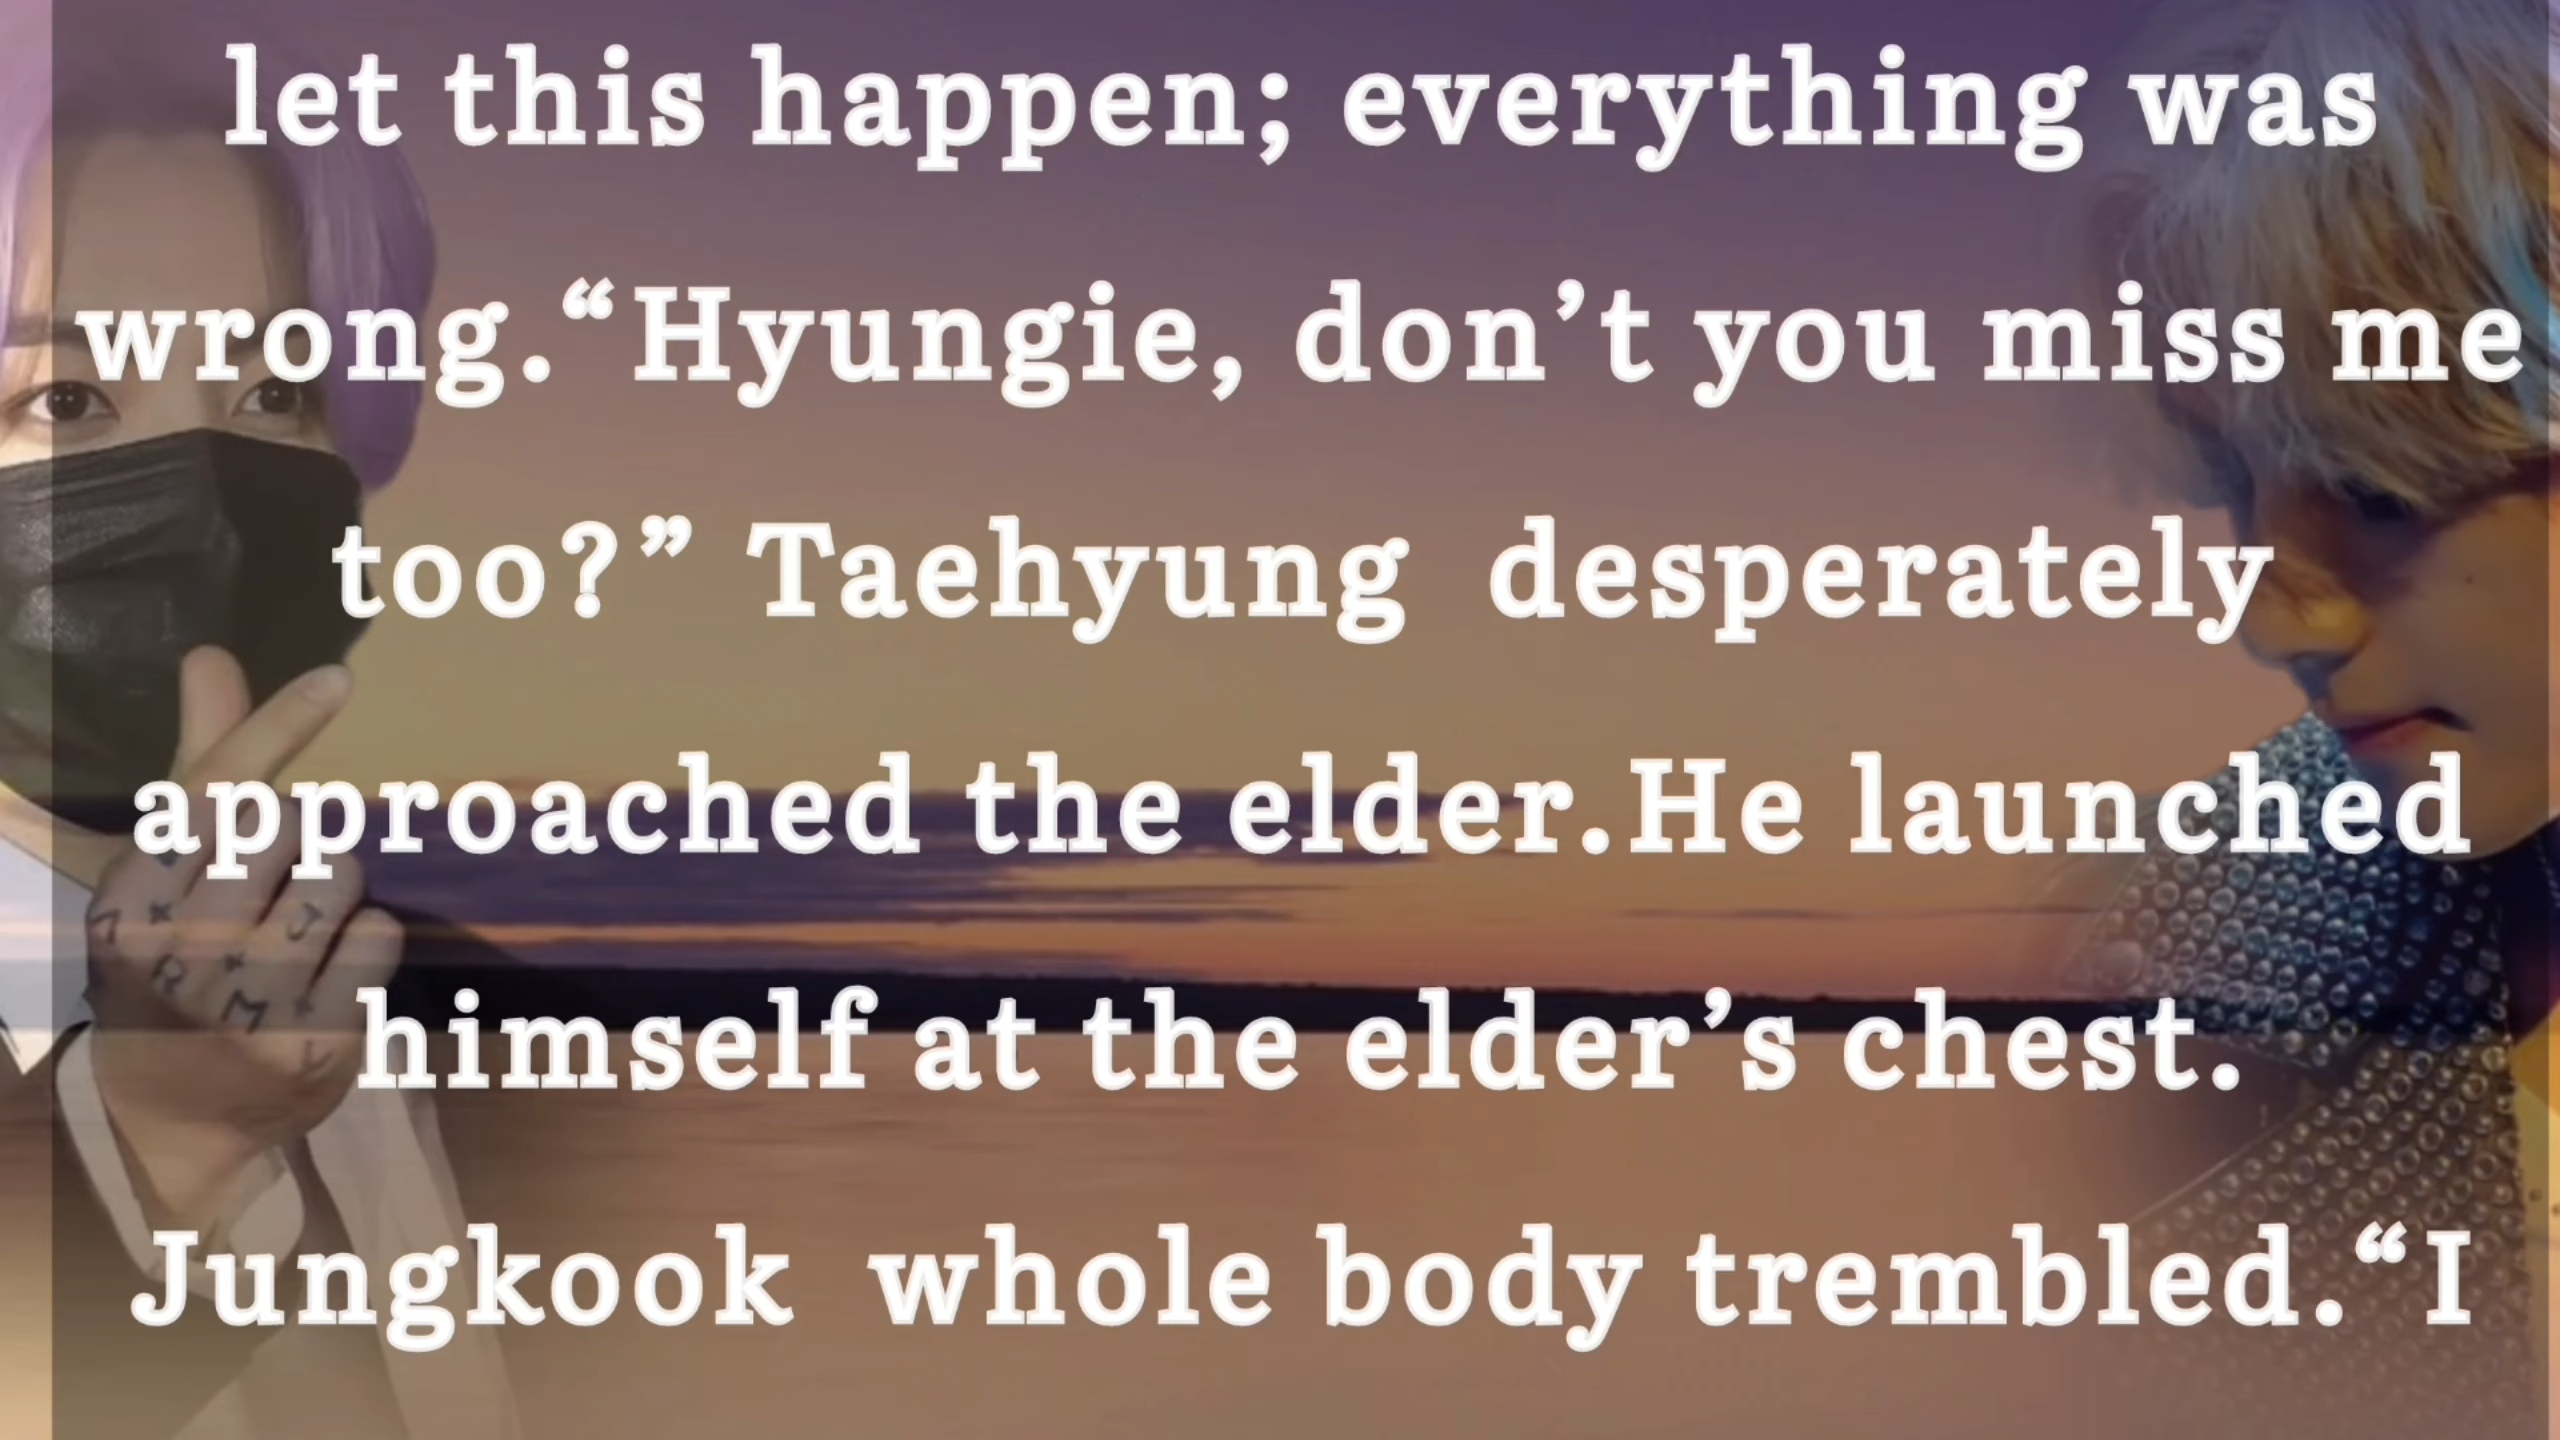 let this happen; everything was
wrong.“Hyungie, don’t you miss me
too?” Taehyung desperately
approached the elder.He launched
himself at the elder’s chest.
Jungkook whole body trembled.“I